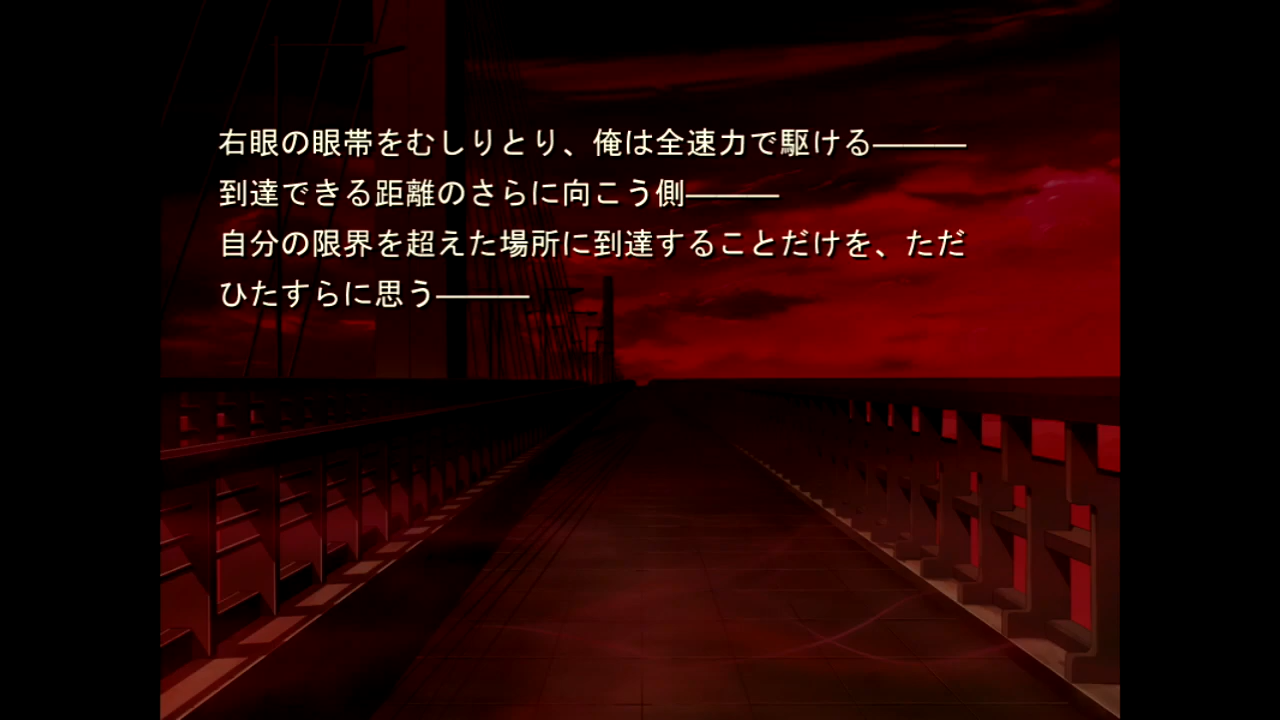 右眼の眼帯をむしりとり、俺は全速力で駆ける―――
到達できる距離のさらに向こう側―――
自分の限界を超えた場所に到達することだけを、ただ
ひたすらに思う―――